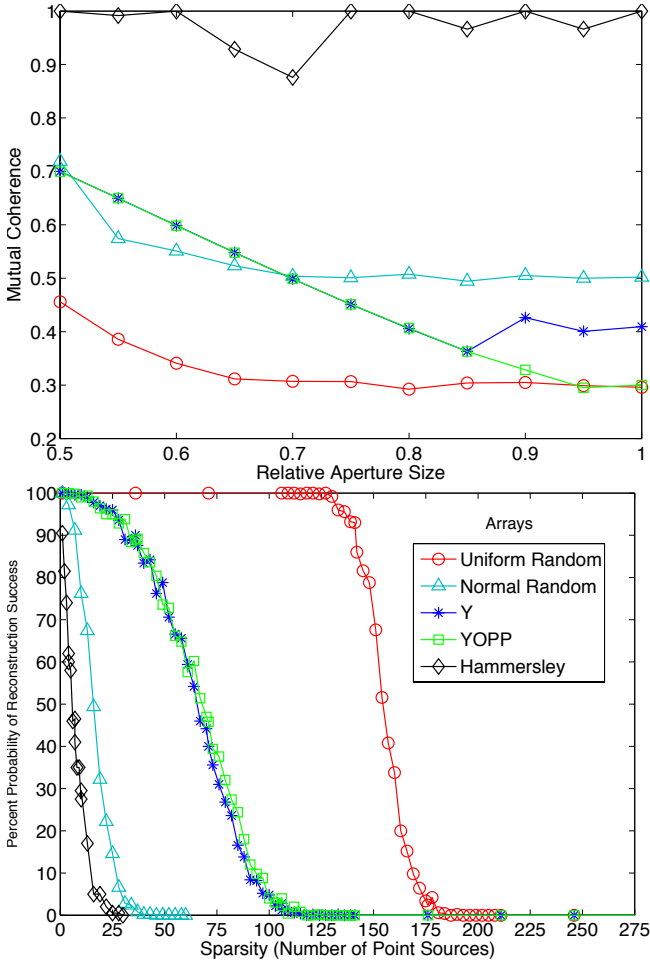 1
0.9
0.8
0.7
0.6
0.5
0.4
0.3
0.2
Mutual Coherence
0.5 0.6 0.7 0.8 0.9 1
Relative Aperture Size
100
90
80
70
60
50
40
30
20
10
0
Percent Probability of Reconstruction Success
Arrays
Uniform Random
Normal Random
Y
YOPP
Hammersley
0 25 50 75 100 125 150 175 200 225 250 275
Sparsity (Number of Point Sources)